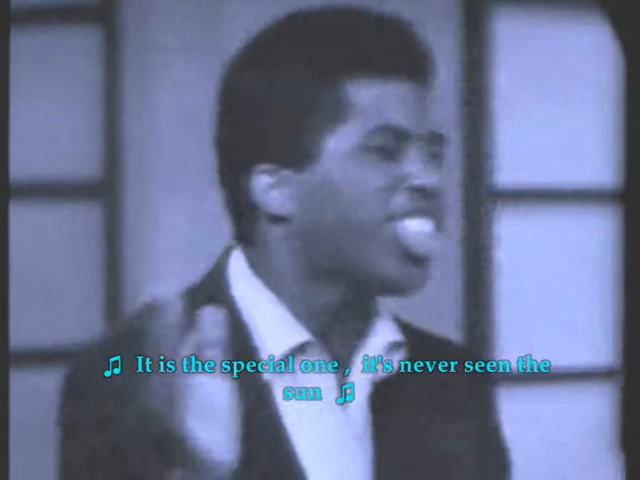 ♫ It is the special one , it's never seen the
sun ♫